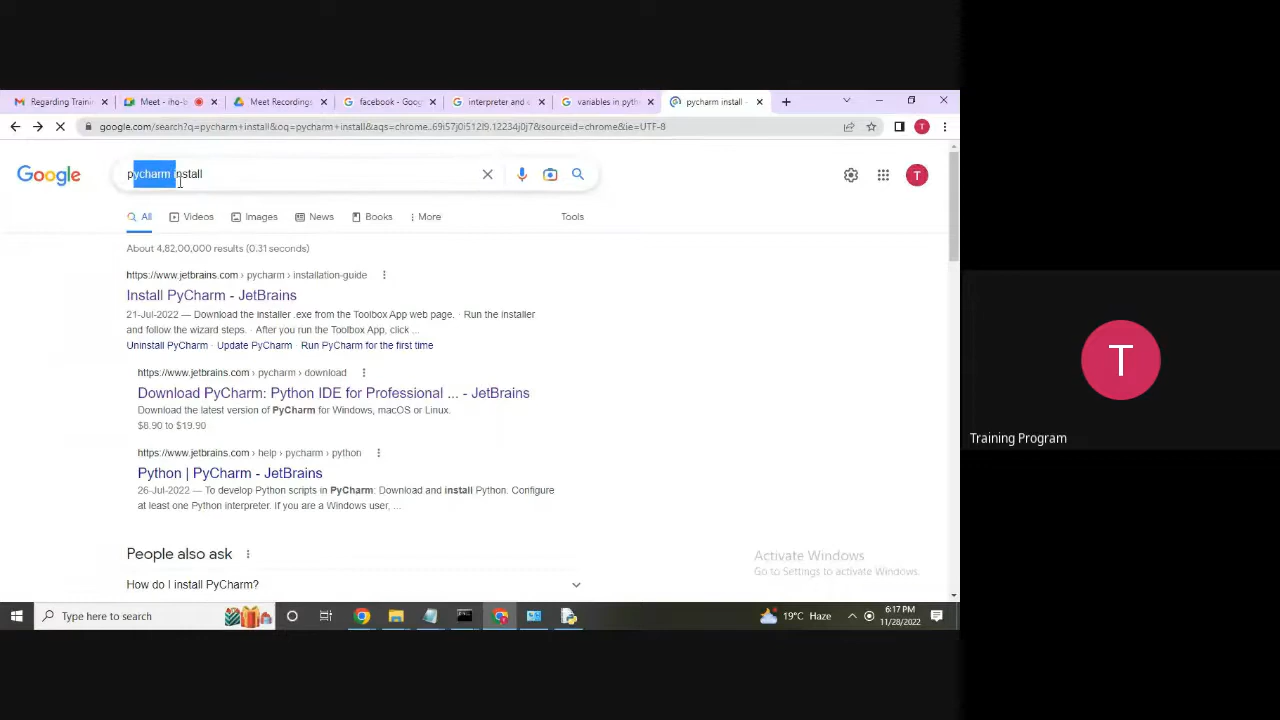 Regarding Traini
Meet - iho-b
Meet Recordings
facebook - Goog
interpreter and c
variables in pyth
pycharm install -
google.com/search?q=pycharm+install&oq=pycharm+install&aqs=chrome..69i57j0i512l9.12234j0j7&sourceid=chrome&ie=UTF-8
T
Google
pycharm install
T
All
Videos
Images
News
Books
More
Tools
About 4,82,00,000 results (0.31 seconds)
https://www.jetbrains.com › pycharm › installation-guide
Install PyCharm - JetBrains
21-Jul-2022 — Download the installer .exe from the Toolbox App web page. · Run the installer
and follow the wizard steps. · After you run the Toolbox App, click ...
Uninstall PyCharm · Update PyCharm · Run PyCharm for the first time
https://www.jetbrains.com › pycharm › download
Download PyCharm: Python IDE for Professional ... - JetBrains
Download the latest version of PyCharm for Windows, macOS or Linux.
$8.90 to $19.90
https://www.jetbrains.com › help › pycharm › python
Python | PyCharm - JetBrains
26-Jul-2022 — To develop Python scripts in PyCharm: Download and install Python. Configure
at least one Python interpreter. If you are a Windows user, ...
People also ask
How do I install PyCharm?
Activate Windows
Go to Settings to activate Windows.
Type here to search
19°C Haze
6:17 PM
11/28/2022
T
Training Program